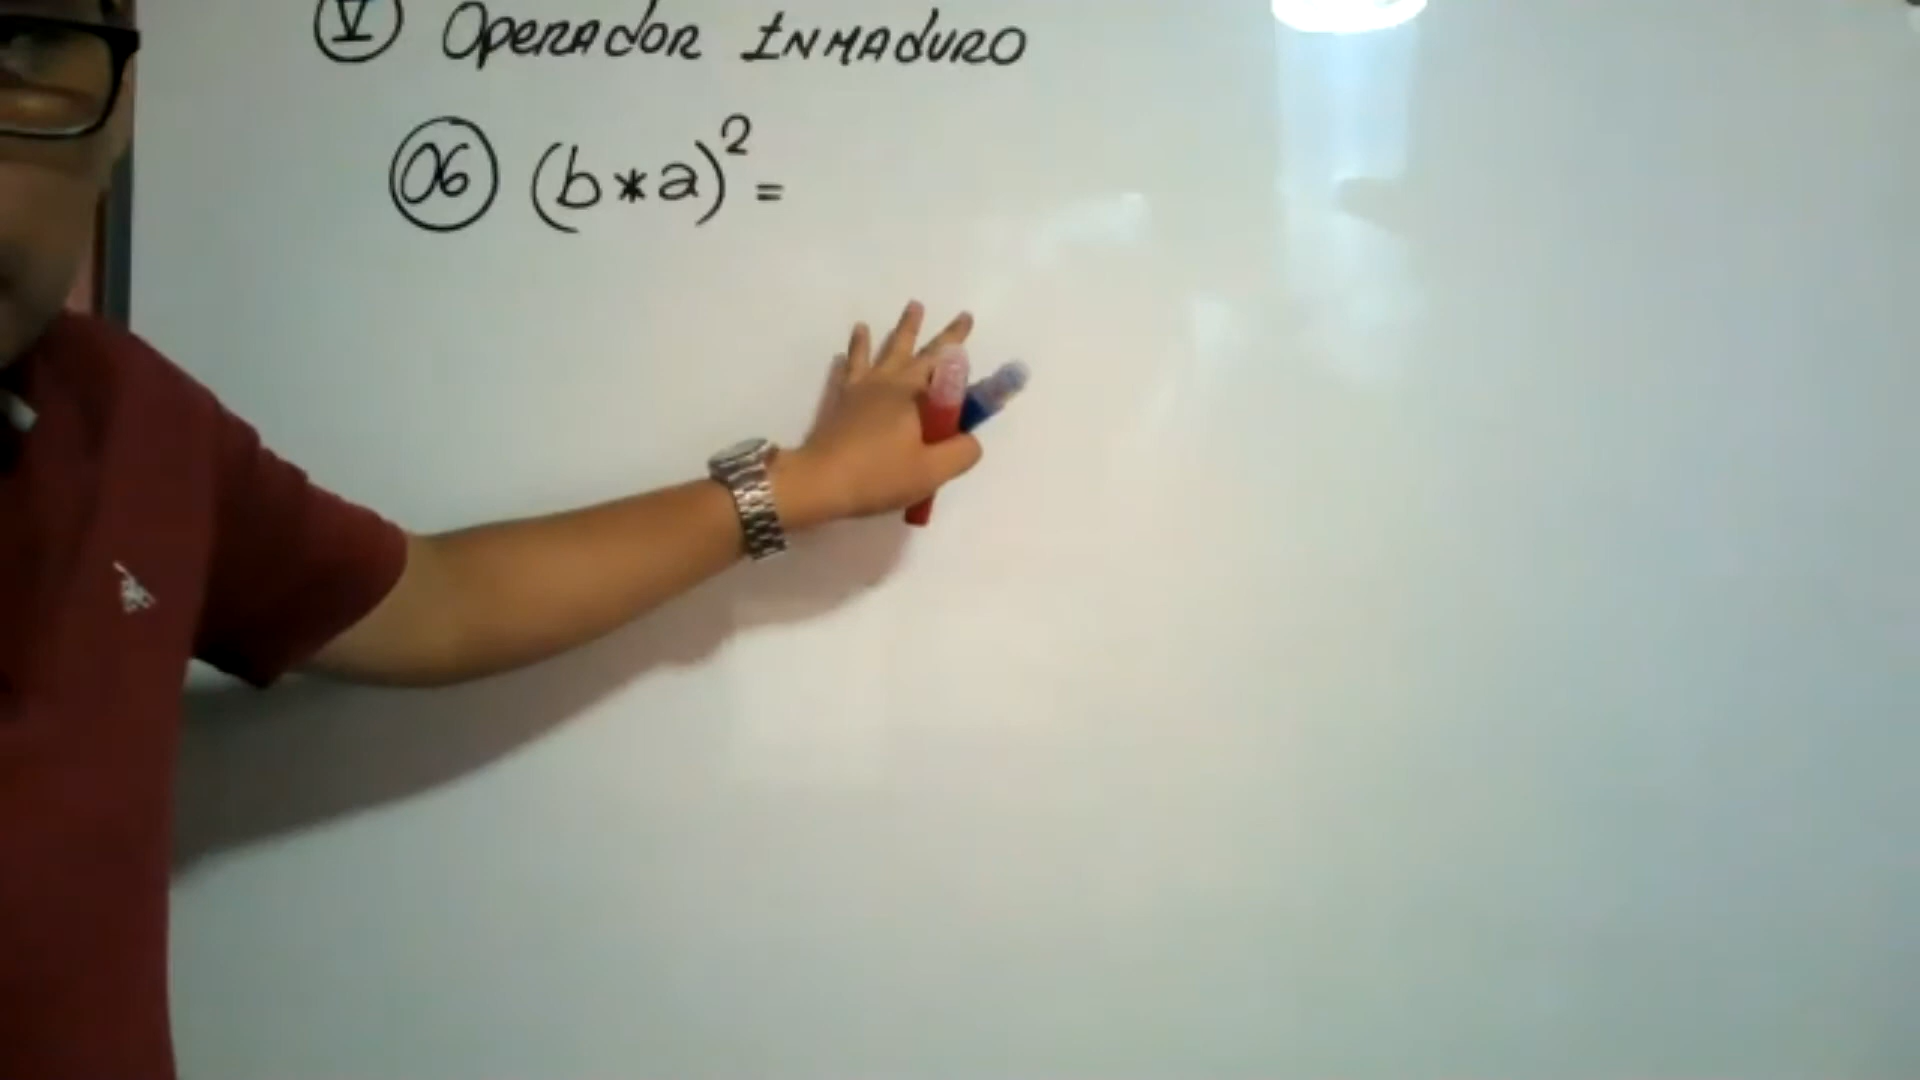 V Operador Inmaduro
06 (b*a)² =